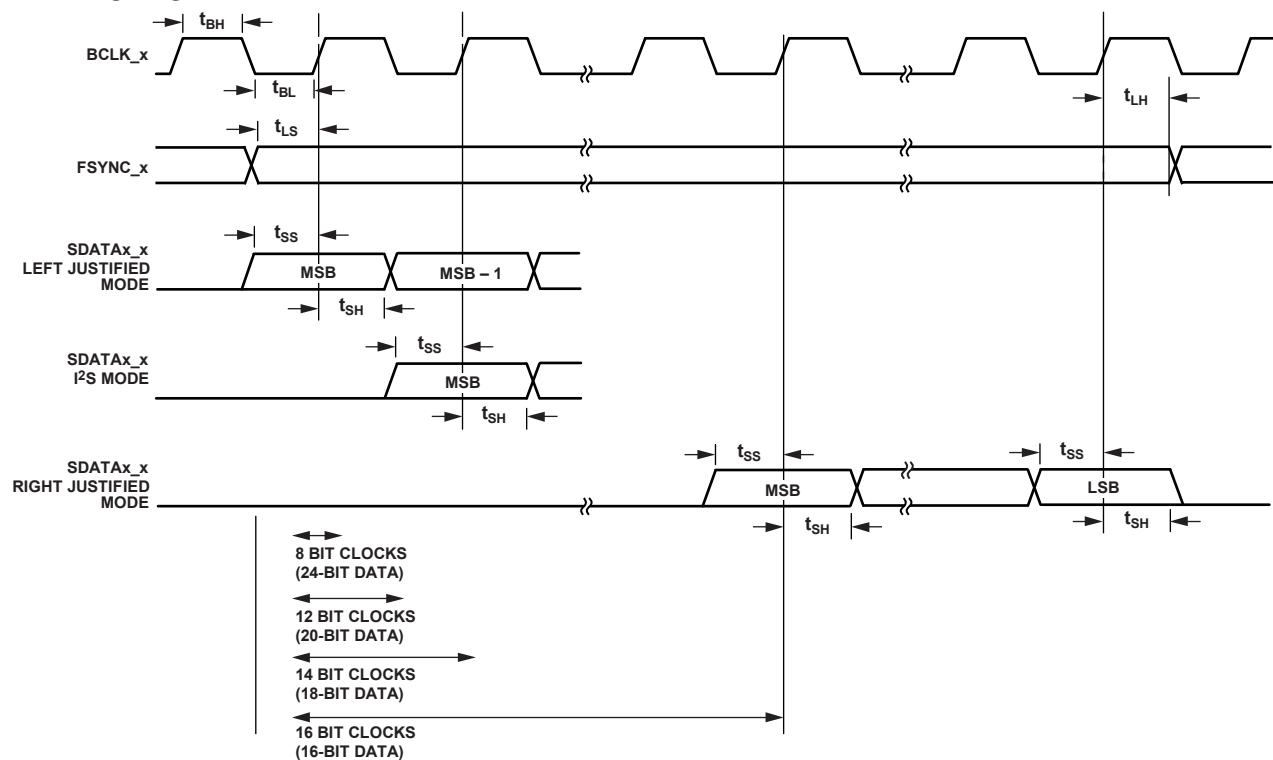 tBH
BCLK_x
tBL
tLH
tLS
FSYNC_x
tSS
SDATAx_x
LEFT JUSTIFIED
MODE
MSB
MSB – 1
tSH
tSS
SDATAx_x
I2S MODE
MSB
tSH
tSS
tSS
SDATAx_x
RIGHT JUSTIFIED
MODE
MSB
LSB
tSH
tSH
8 BIT CLOCKS
(24-BIT DATA)
12 BIT CLOCKS
(20-BIT DATA)
14 BIT CLOCKS
(18-BIT DATA)
16 BIT CLOCKS
(16-BIT DATA)